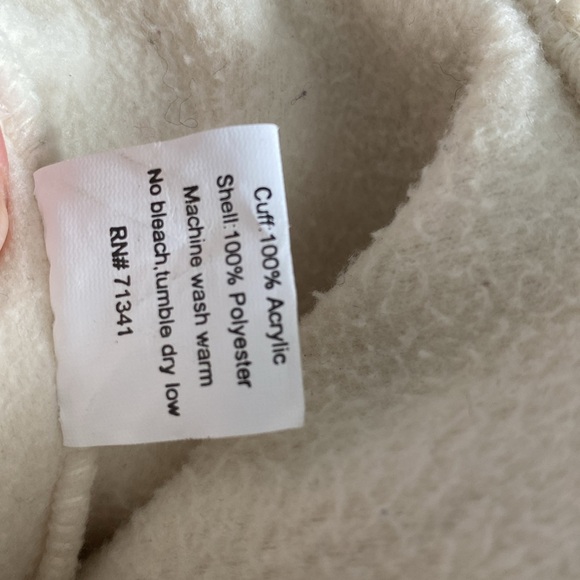 Cuff:100% Acrylic
Shell:100% Polyester
Machine wash warm
No bleach,tumble dry low
RN# 71341